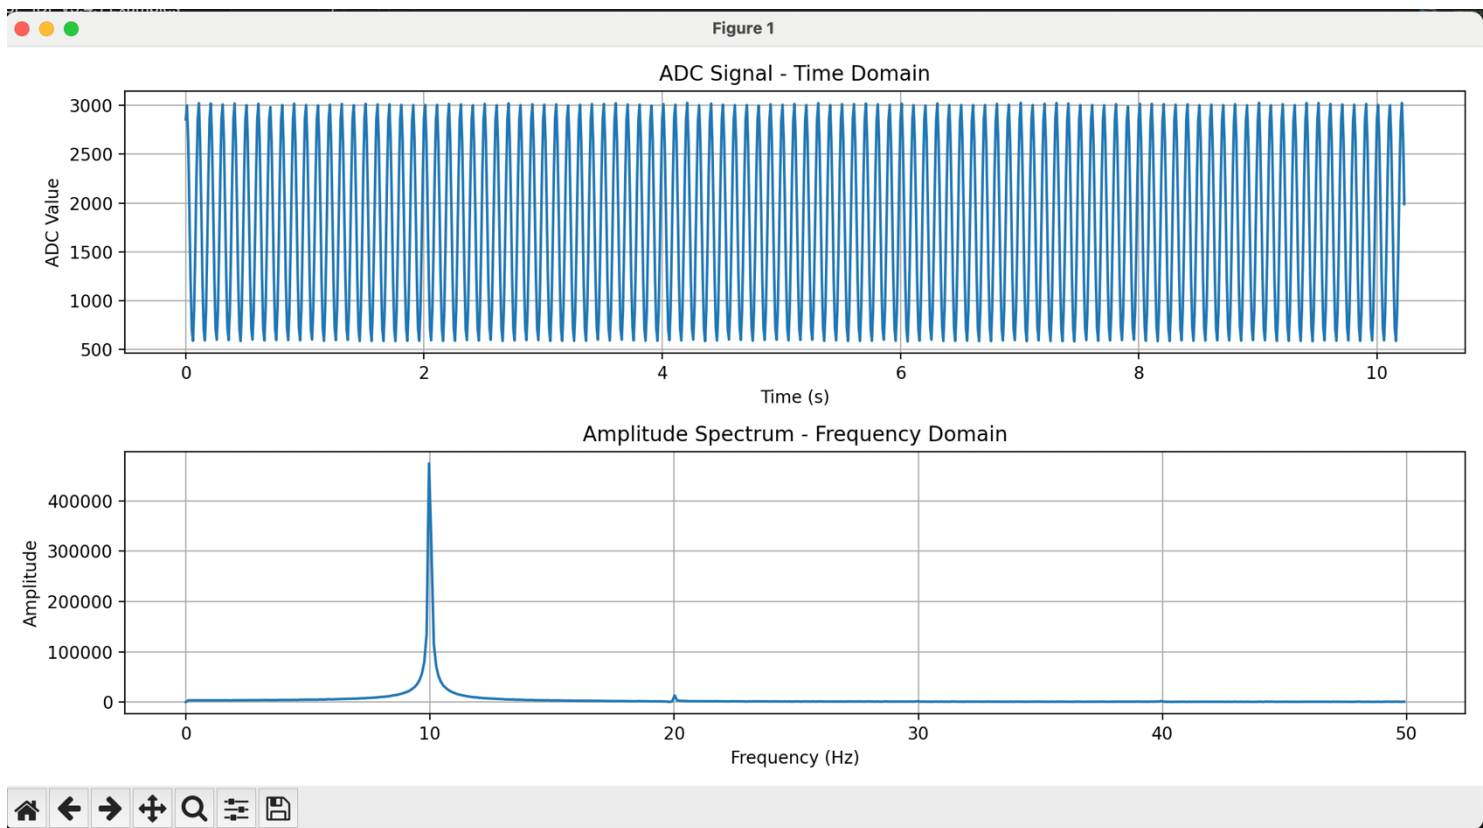 Figure 1
ADC Signal - Time Domain
3000
2500
2000
1500
1000
500
ADC Value
0 2 4 6 8 10
Time (s)
Amplitude Spectrum - Frequency Domain
400000
300000
200000
100000
0
Amplitude
0 10 20 30 40 50
Frequency (Hz)